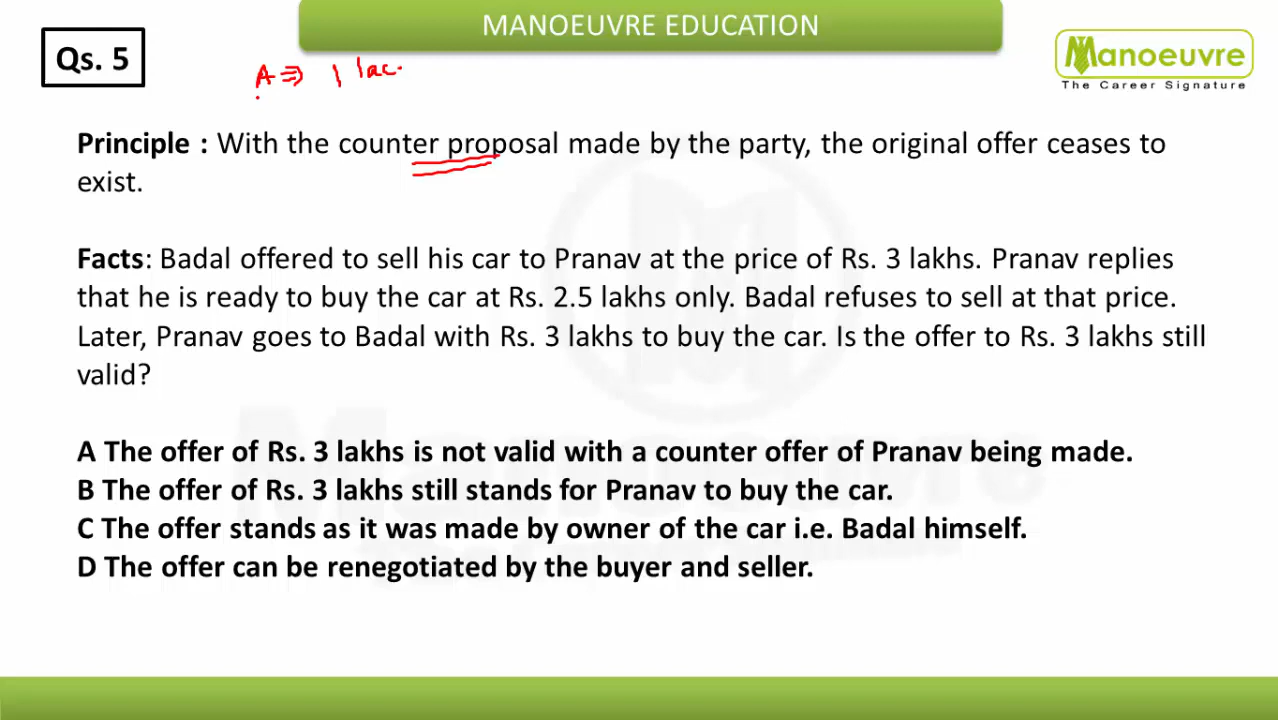 MANOEUVRE EDUCATION
Qs. 5
Manoeuvre
The Career Signature
A ⇒ 1 lac.
Principle : With the counter proposal made by the party, the original offer ceases to
exist.
Facts: Badal offered to sell his car to Pranav at the price of Rs. 3 lakhs. Pranav replies
that he is ready to buy the car at Rs. 2.5 lakhs only. Badal refuses to sell at that price.
Later, Pranav goes to Badal with Rs. 3 lakhs to buy the car. Is the offer to Rs. 3 lakhs still
valid?
A The offer of Rs. 3 lakhs is not valid with a counter offer of Pranav being made.
B The offer of Rs. 3 lakhs still stands for Pranav to buy the car.
C The offer stands as it was made by owner of the car i.e. Badal himself.
D The offer can be renegotiated by the buyer and seller.
Manoeuvre